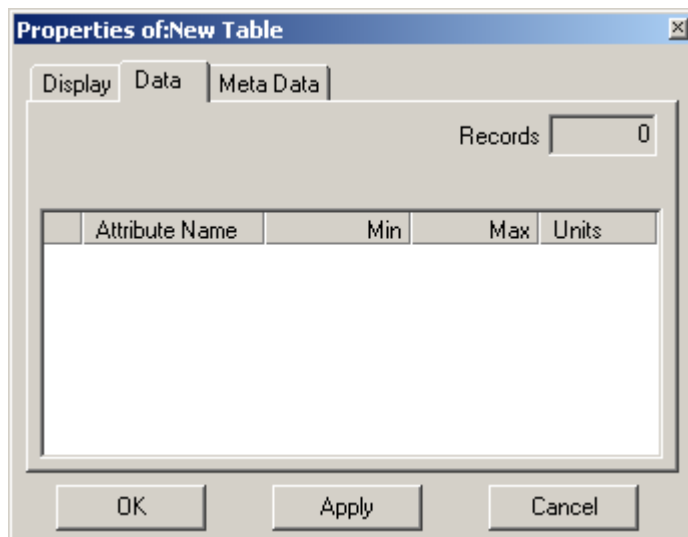 Properties of:New Table
Display Data Meta Data
Records 0
Attribute Name Min Max Units
OK Apply Cancel